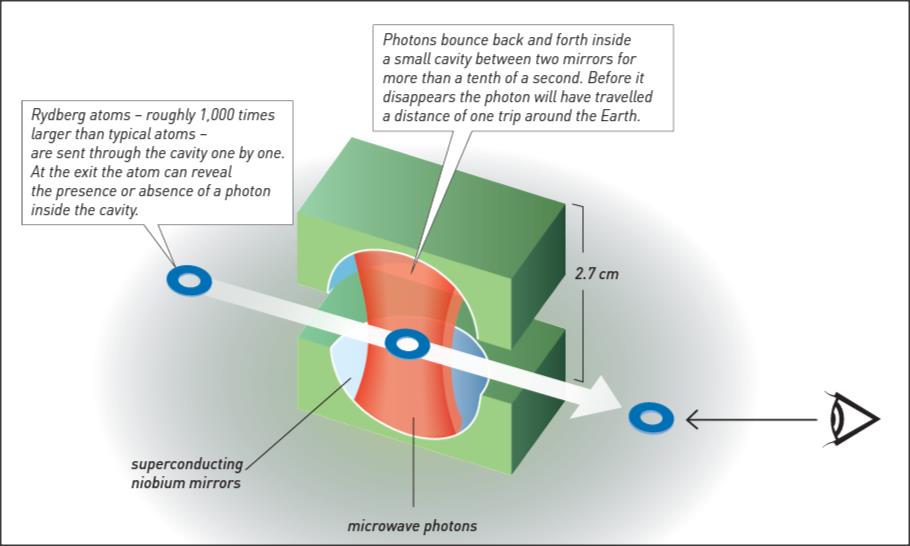 Photons bounce back and forth inside
a small cavity between two mirrors for
more than a tenth of a second. Before it
disappears the photon will have travelled
a distance of one trip around the Earth.
Rydberg atoms – roughly 1,000 times
larger than typical atoms –
are sent through the cavity one by one.
At the exit the atom can reveal
the presence or absence of a photon
inside the cavity.
2.7 cm
superconducting
niobium mirrors
microwave photons